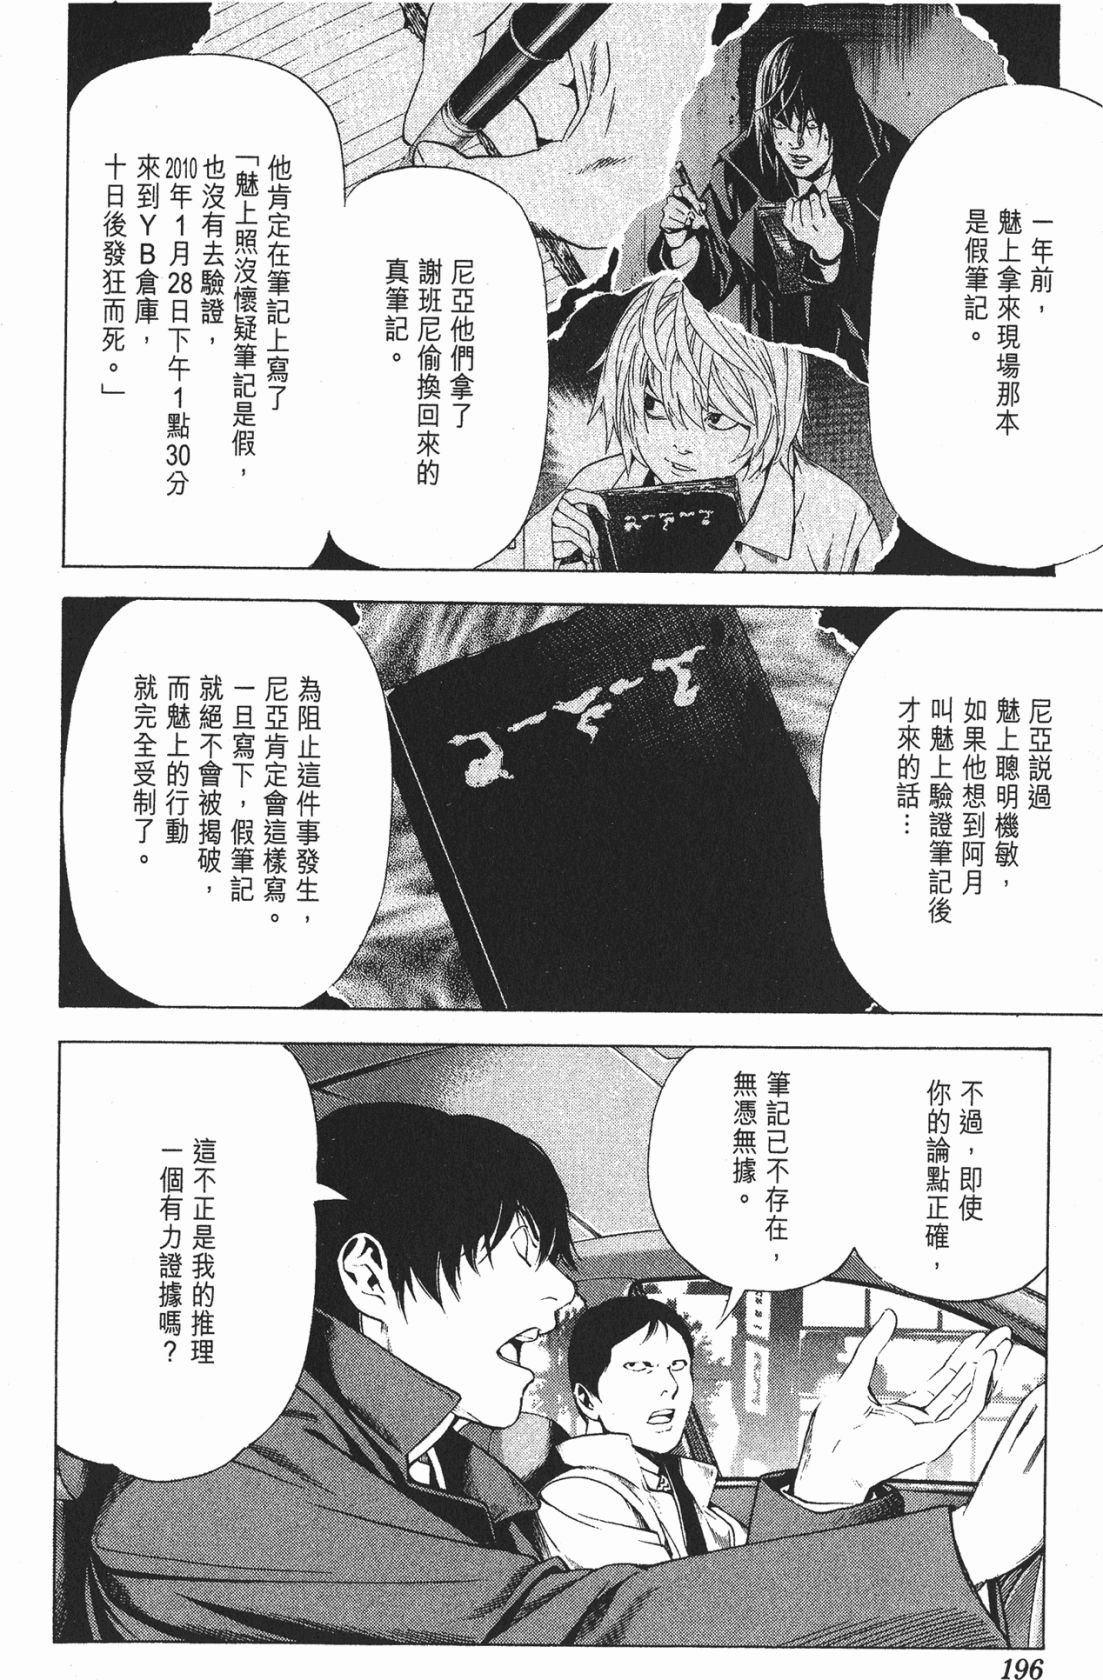 一年前，
魅上拿來現場那本
是假筆記。
尼亞他們拿了
謝班尼偷換回來的
真筆記。
他肯定在筆記上寫了
「魅上照沒懷疑筆記是假，
也沒有去驗證，
2010年1月28日下午1點30分
來到YB倉庫，
十日後發狂而死。」
尼亞說過
魅上聰明機敏，
如果他想到阿月
叫魅上驗證筆記後
才來的話…
為阻止這件事發生，
尼亞肯定會這樣寫。
一旦寫下，假筆記
就絕不會被揭破，
而魅上的行動
就完全受制了。
不過，即使
你的論點正確，
筆記已不存在，
無憑無據。
這不正是我的推理
一個有力證據嗎？
196